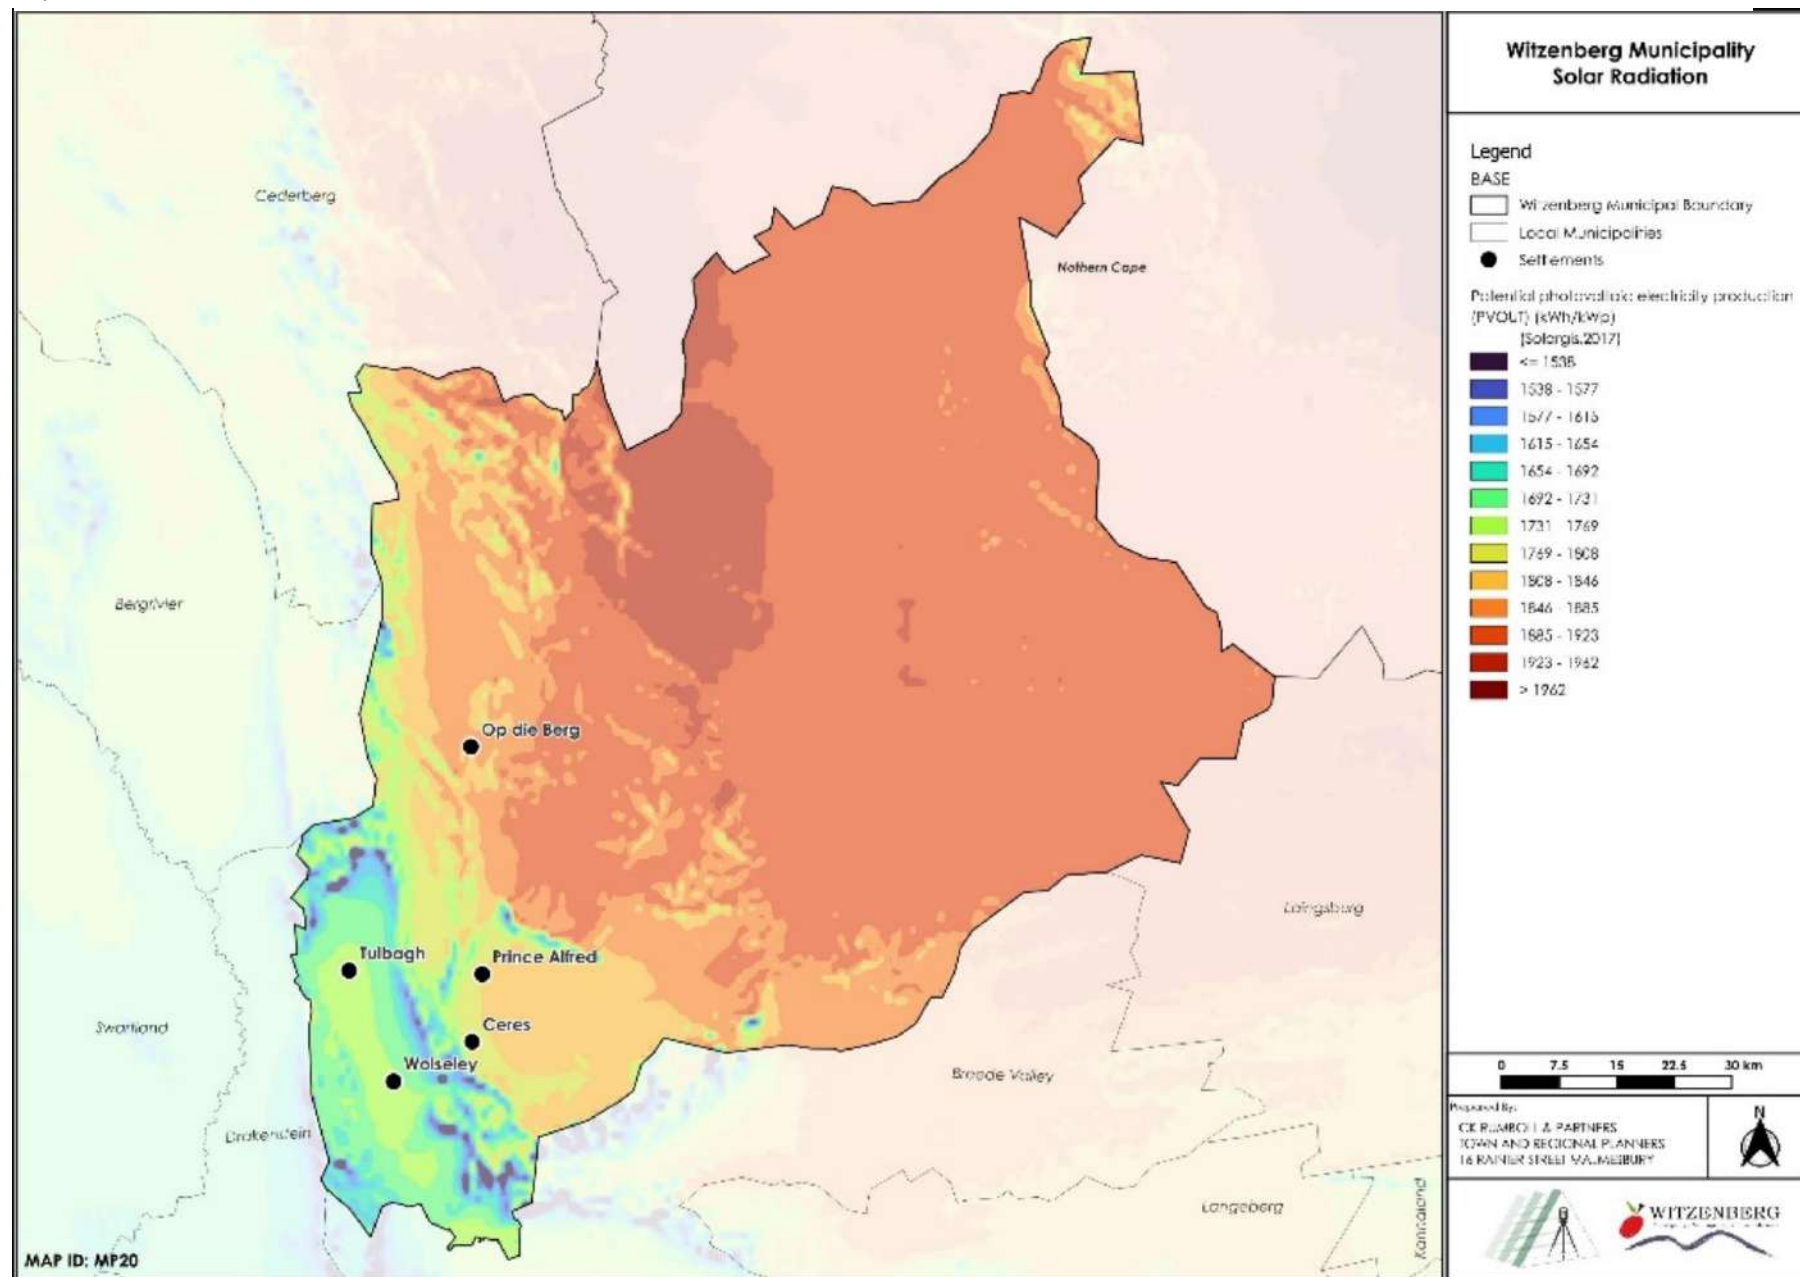 Witzenberg Municipality
Solar Radiation
Legend
BASE
Witzenberg Municipal Boundary
Local Municipalities
Settlements
Potential photovoltaic electricity production
(PVOUT) (kWh/kWp)
(Solargis,2017)
<= 1538
1538 - 1577
1577 - 1615
1615 - 1654
1654 - 1692
1692 - 1731
1731 1769
1769 - 1808
1808 - 1846
1846 - 1885
1885 - 1923
1923 - 1962
> 1962
Cederberg
Nothern Cape
Bergrivier
Op die Berg
Laingsburg
Tulbagh
Prince Alfred
Swartland
Ceres
Wolseley
Breede Valley
Drakenstein
Langeberg
Kannaland
MAP ID: MP20
0 7.5 15 22.5 30 km
Prepared By:
CK RUMBOLL & PARTNERS
TOWN AND REGIONAL PLANNERS
16 RAINIER STREET MALMESBURY
N
WITZENBERG